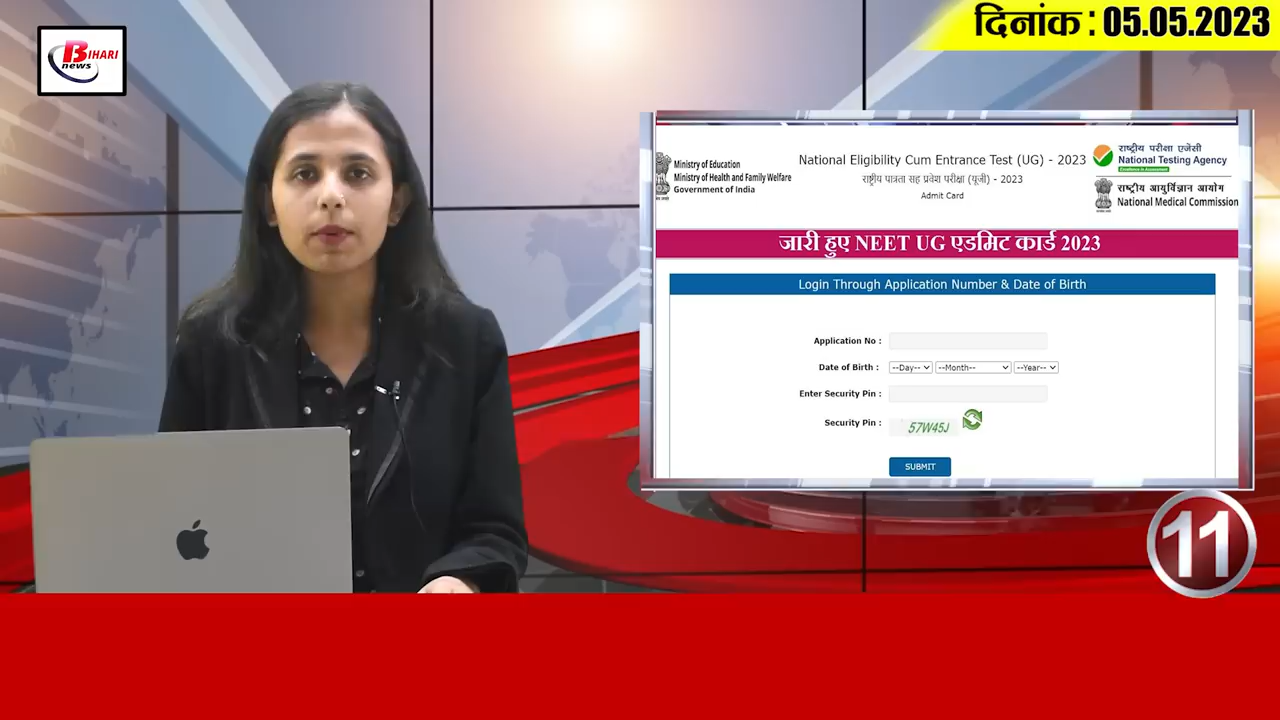 BIHARI
news
दिनांक : 05.05.2023
Ministry of Education
Ministry of Health and Family Welfare
Government of India
National Eligibility Cum Entrance Test (UG) - 2023
राष्ट्रीय पात्रता सह प्रवेश परीक्षा (यूजी) - 2023
Admit Card
राष्ट्रीय परीक्षा एजेंसी
National Testing Agency
Excellence in Assessment
राष्ट्रीय आयुर्विज्ञान आयोग
National Medical Commission
जारी हुए NEET UG एडमिट कार्ड 2023
Login Through Application Number & Date of Birth
Application No :
Date of Birth : --Day-- --Month-- --Year--
Enter Security Pin :
Security Pin : 57W45J
SUBMIT
11